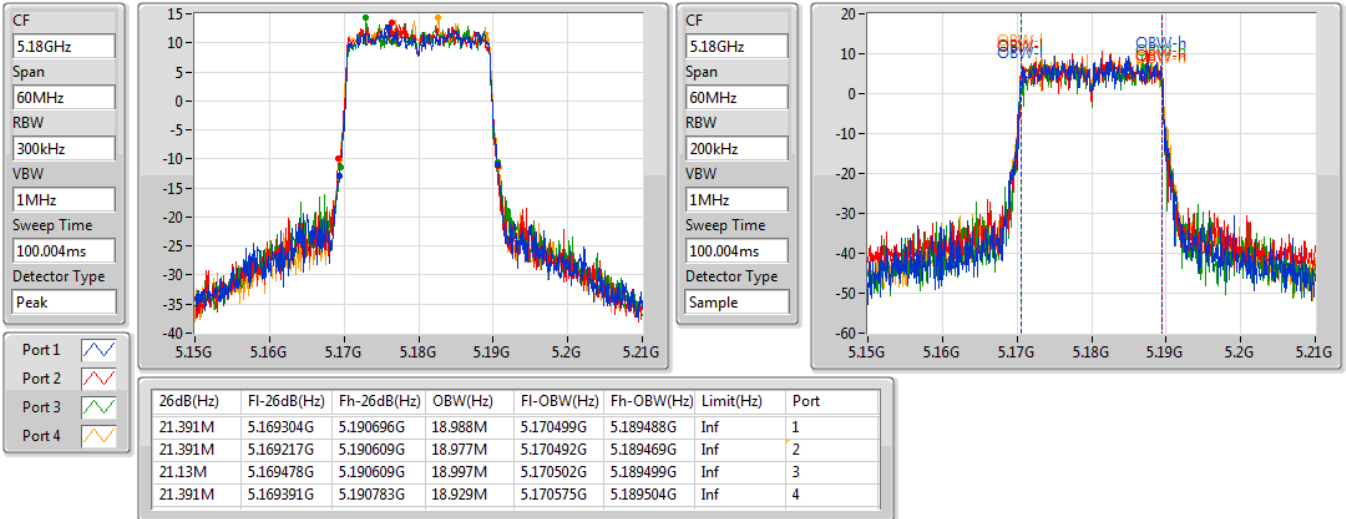 CF
5.18GHz
Span
60MHz
RBW
300kHz
VBW
1MHz
Sweep Time
100.004ms
Detector Type
Peak
15
10
5
0
-5
-10
-15
-20
-25
-30
-35
-40
5.15G 5.16G 5.17G 5.18G 5.19G 5.2G 5.21G
CF
5.18GHz
Span
60MHz
RBW
200kHz
VBW
1MHz
Sweep Time
100.004ms
Detector Type
Sample
20
10
0
-10
-20
-30
-40
-50
-60
OBW-l OBW-h
5.15G 5.16G 5.17G 5.18G 5.19G 5.2G 5.21G
Port 1
Port 2
Port 3
Port 4
26dB(Hz) Fl-26dB(Hz) Fh-26dB(Hz) OBW(Hz) Fl-OBW(Hz) Fh-OBW(Hz) Limit(Hz) Port
21.391M 5.169304G 5.190696G 18.988M 5.170499G 5.189488G Inf 1
21.391M 5.169217G 5.190609G 18.977M 5.170492G 5.189469G Inf 2
21.13M 5.169478G 5.190609G 18.997M 5.170502G 5.189499G Inf 3
21.391M 5.169391G 5.190783G 18.929M 5.170575G 5.189504G Inf 4